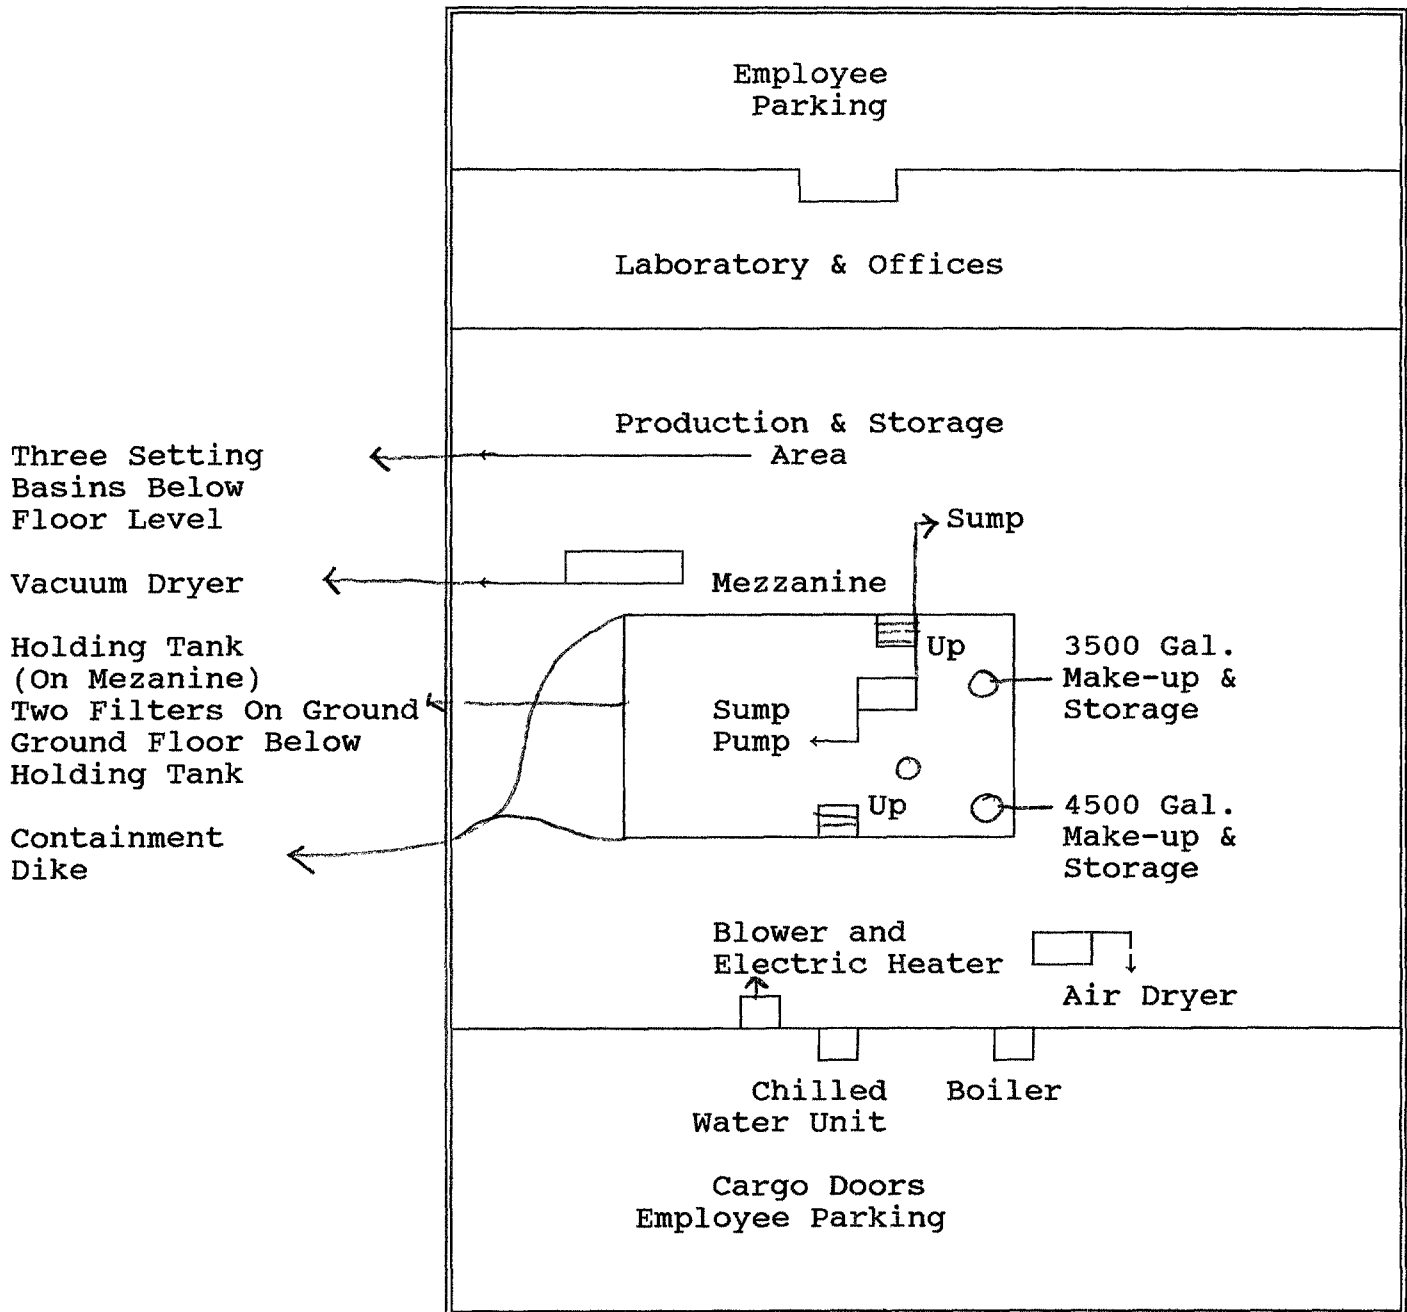 Employee
Parking
Laboratory & Offices
Production & Storage
Area
Three Setting
Basins Below
Floor Level
Sump
Vacuum Dryer
Mezzanine
Holding Tank
(On Mezanine)
Two Filters On Ground
Ground Floor Below
Holding Tank
Up
3500 Gal.
Make-up &
Storage
Sump
Pump
Up
4500 Gal.
Make-up &
Storage
Containment
Dike
Blower and
Electric Heater
Air Dryer
Chilled
Water Unit
Boiler
Cargo Doors
Employee Parking